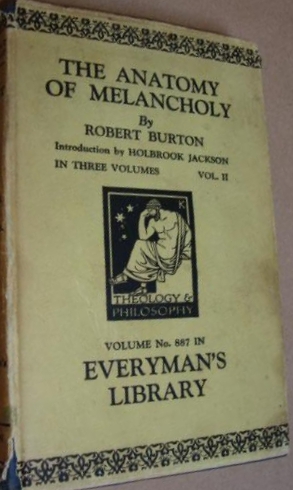 THE ANATOMY
OF MELANCHOLY
By
ROBERT BURTON
Introduction by HOLBROOK JACKSON
IN THREE VOLUMES VOL. II
K
THEOLOGY &
PHILOSOPHY
VOLUME No. 887 IN
EVERYMAN'S
LIBRARY